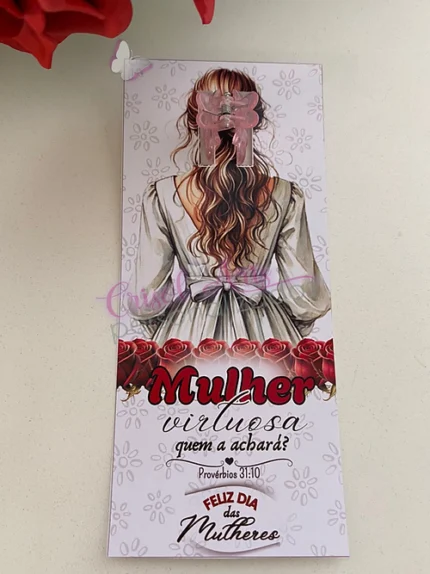 Mulher
virtuosa
quem a achará?
Provérbios 31:10
FELIZ DIA
das
Mulheres